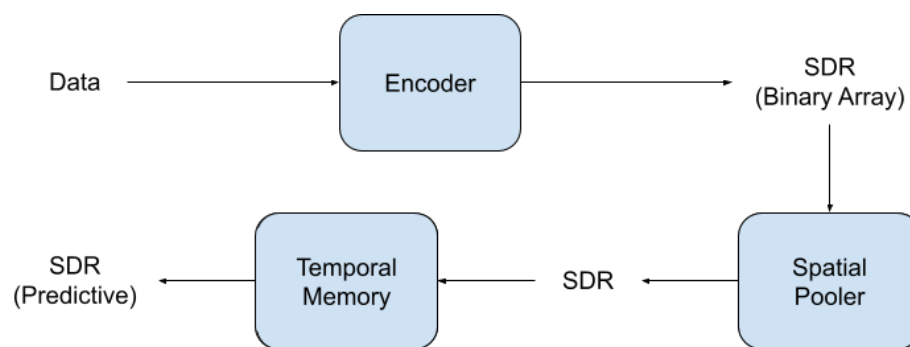 Data
Encoder
SDR
(Binary Array)
SDR
(Predictive)
Temporal
Memory
SDR
Spatial
Pooler